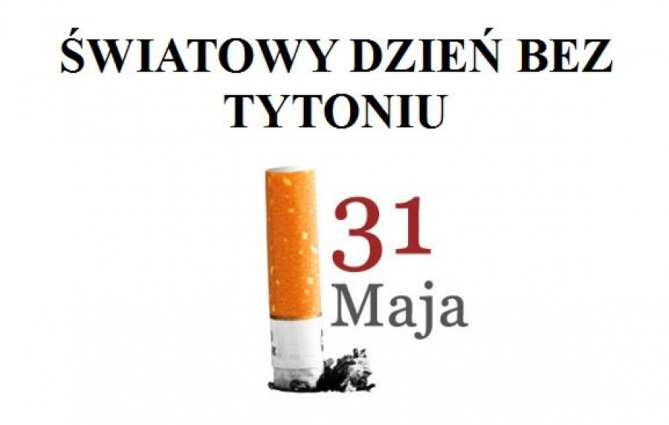 ŚWIATOWY DZIEŃ BEZ
TYTONIU
31
Maja